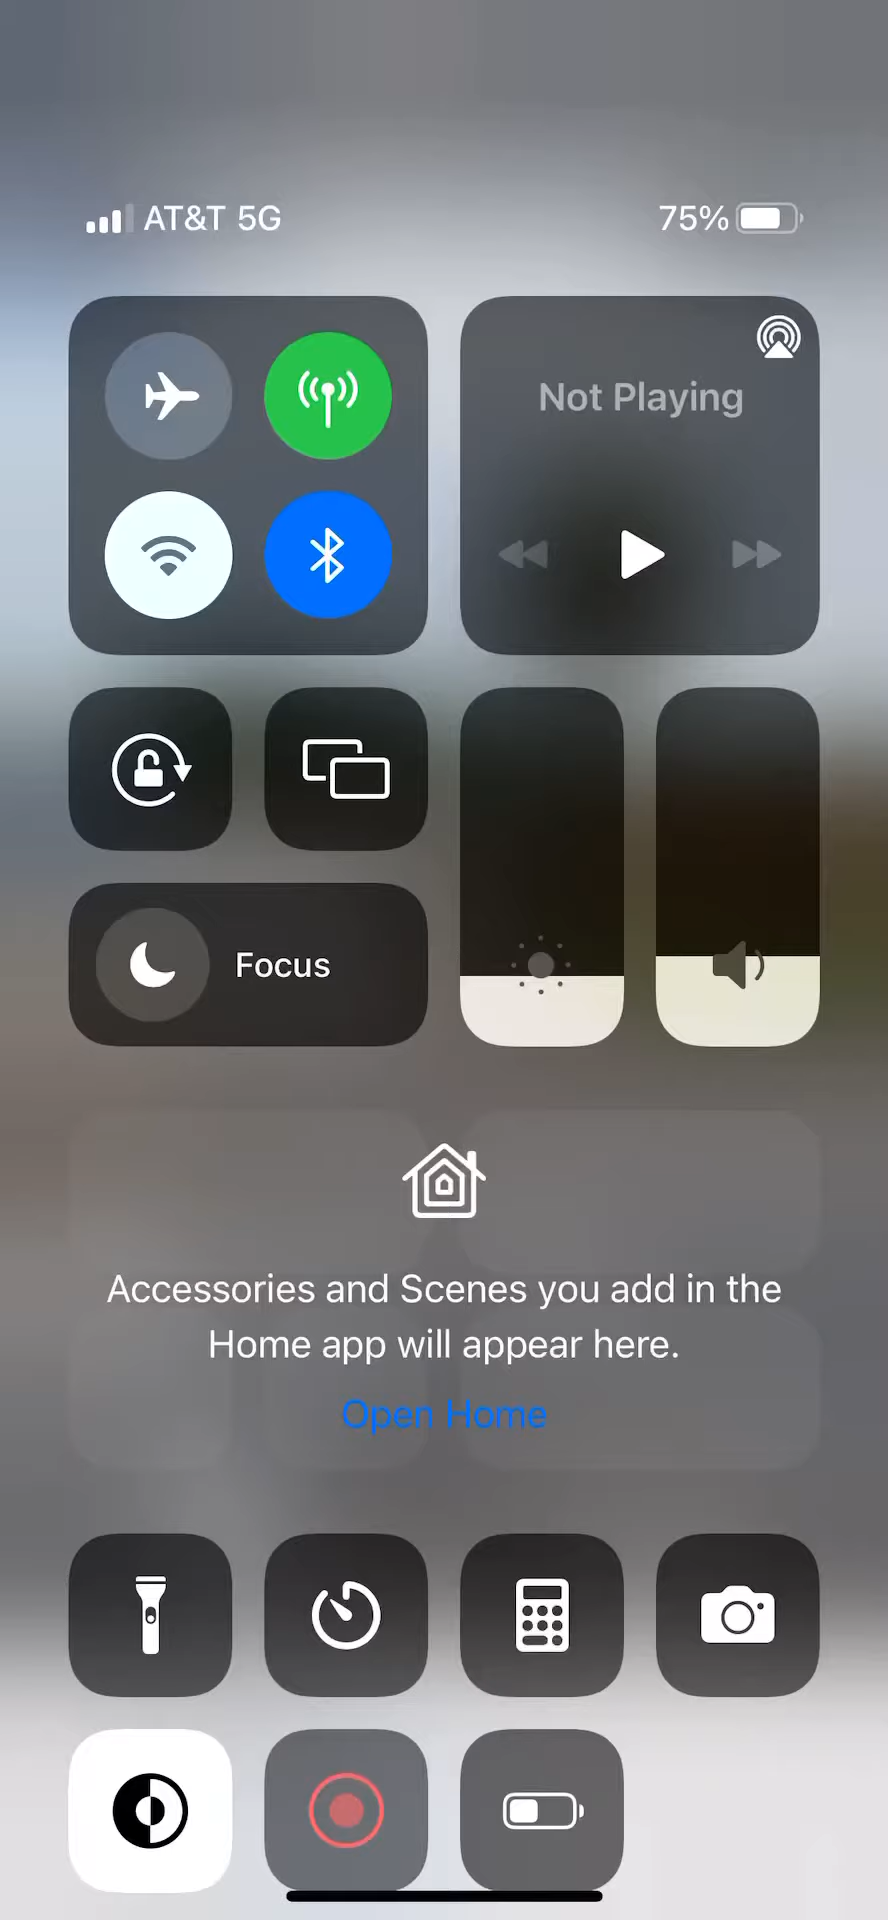 AT&T 5G
75%
Not Playing
Focus
Accessories and Scenes you add in the
Home app will appear here.
Open Home